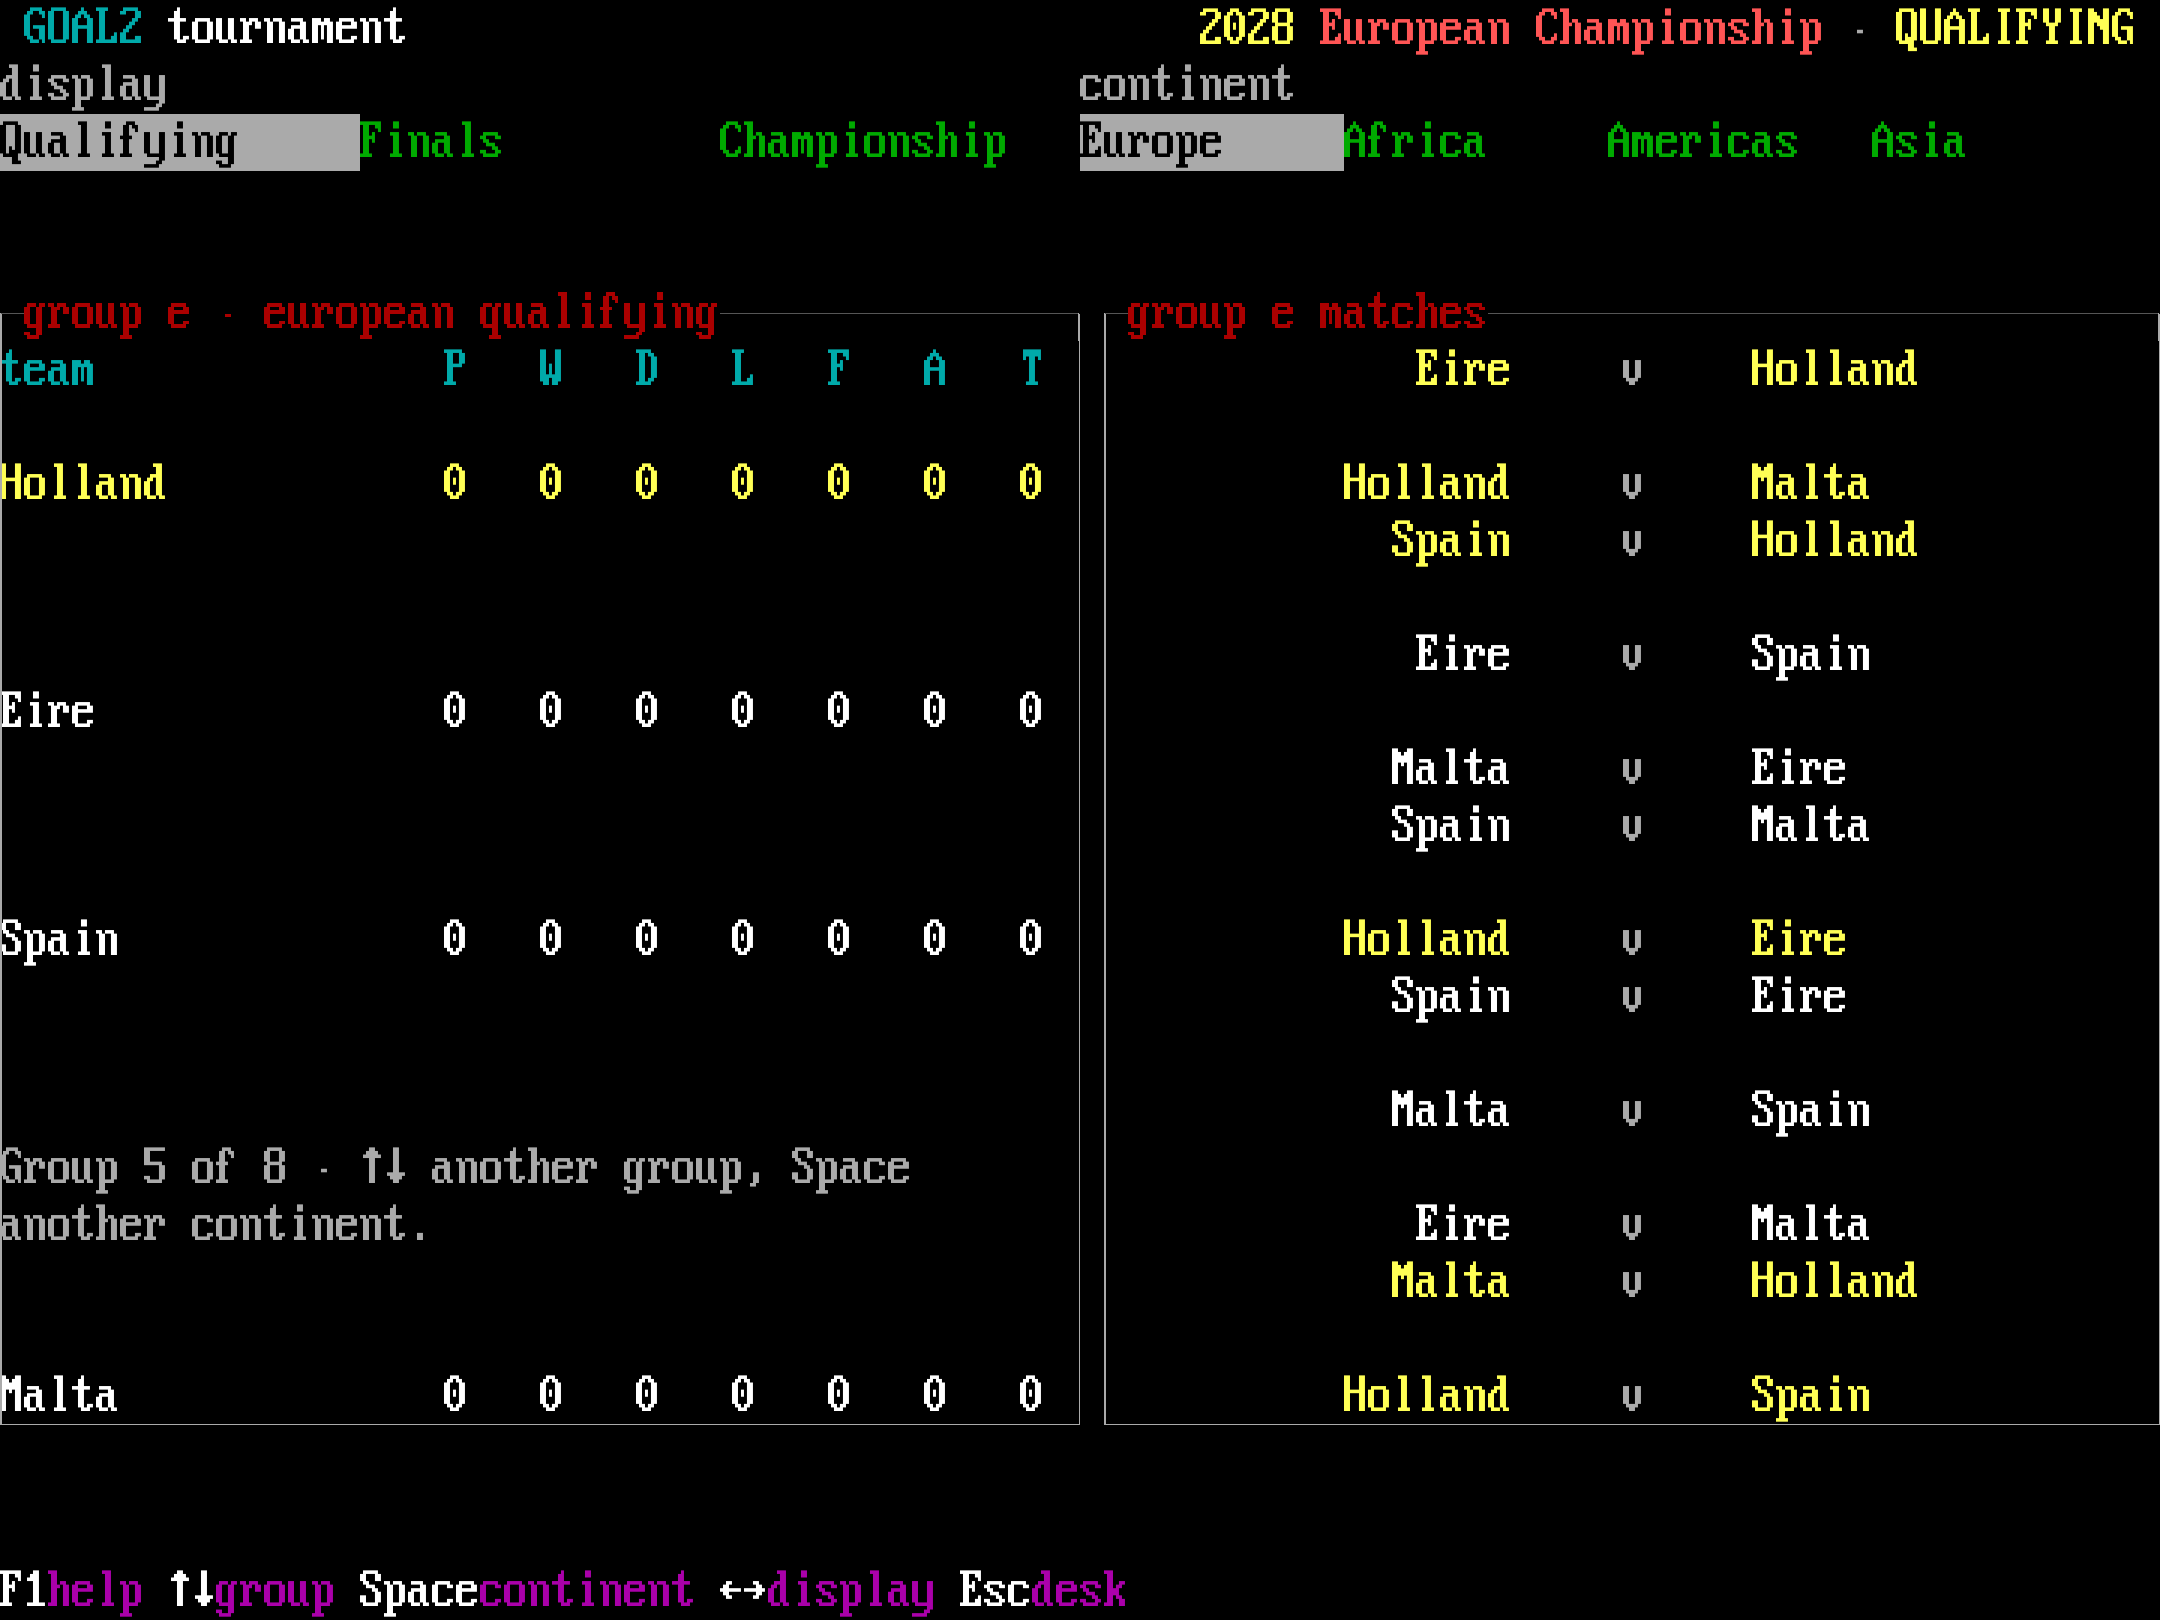 GOAL2 tournament
2028 European Championship · QUALIFYING
display
continent
Qualifying Finals Championship
Europe Africa Americas Asia
group e · european qualifying
team P W D L F A T
Holland 0 0 0 0 0 0 0
Eire 0 0 0 0 0 0 0
Spain 0 0 0 0 0 0 0
Group 5 of 8 · ↑↓ another group, Space
another continent.
Malta 0 0 0 0 0 0 0
group e matches
Eire v Holland
Holland v Malta
Spain v Holland
Eire v Spain
Malta v Eire
Spain v Malta
Holland v Eire
Spain v Eire
Malta v Spain
Eire v Malta
Malta v Holland
Holland v Spain
F1help ↑↓group Spacecontinent ↔display Escdesk